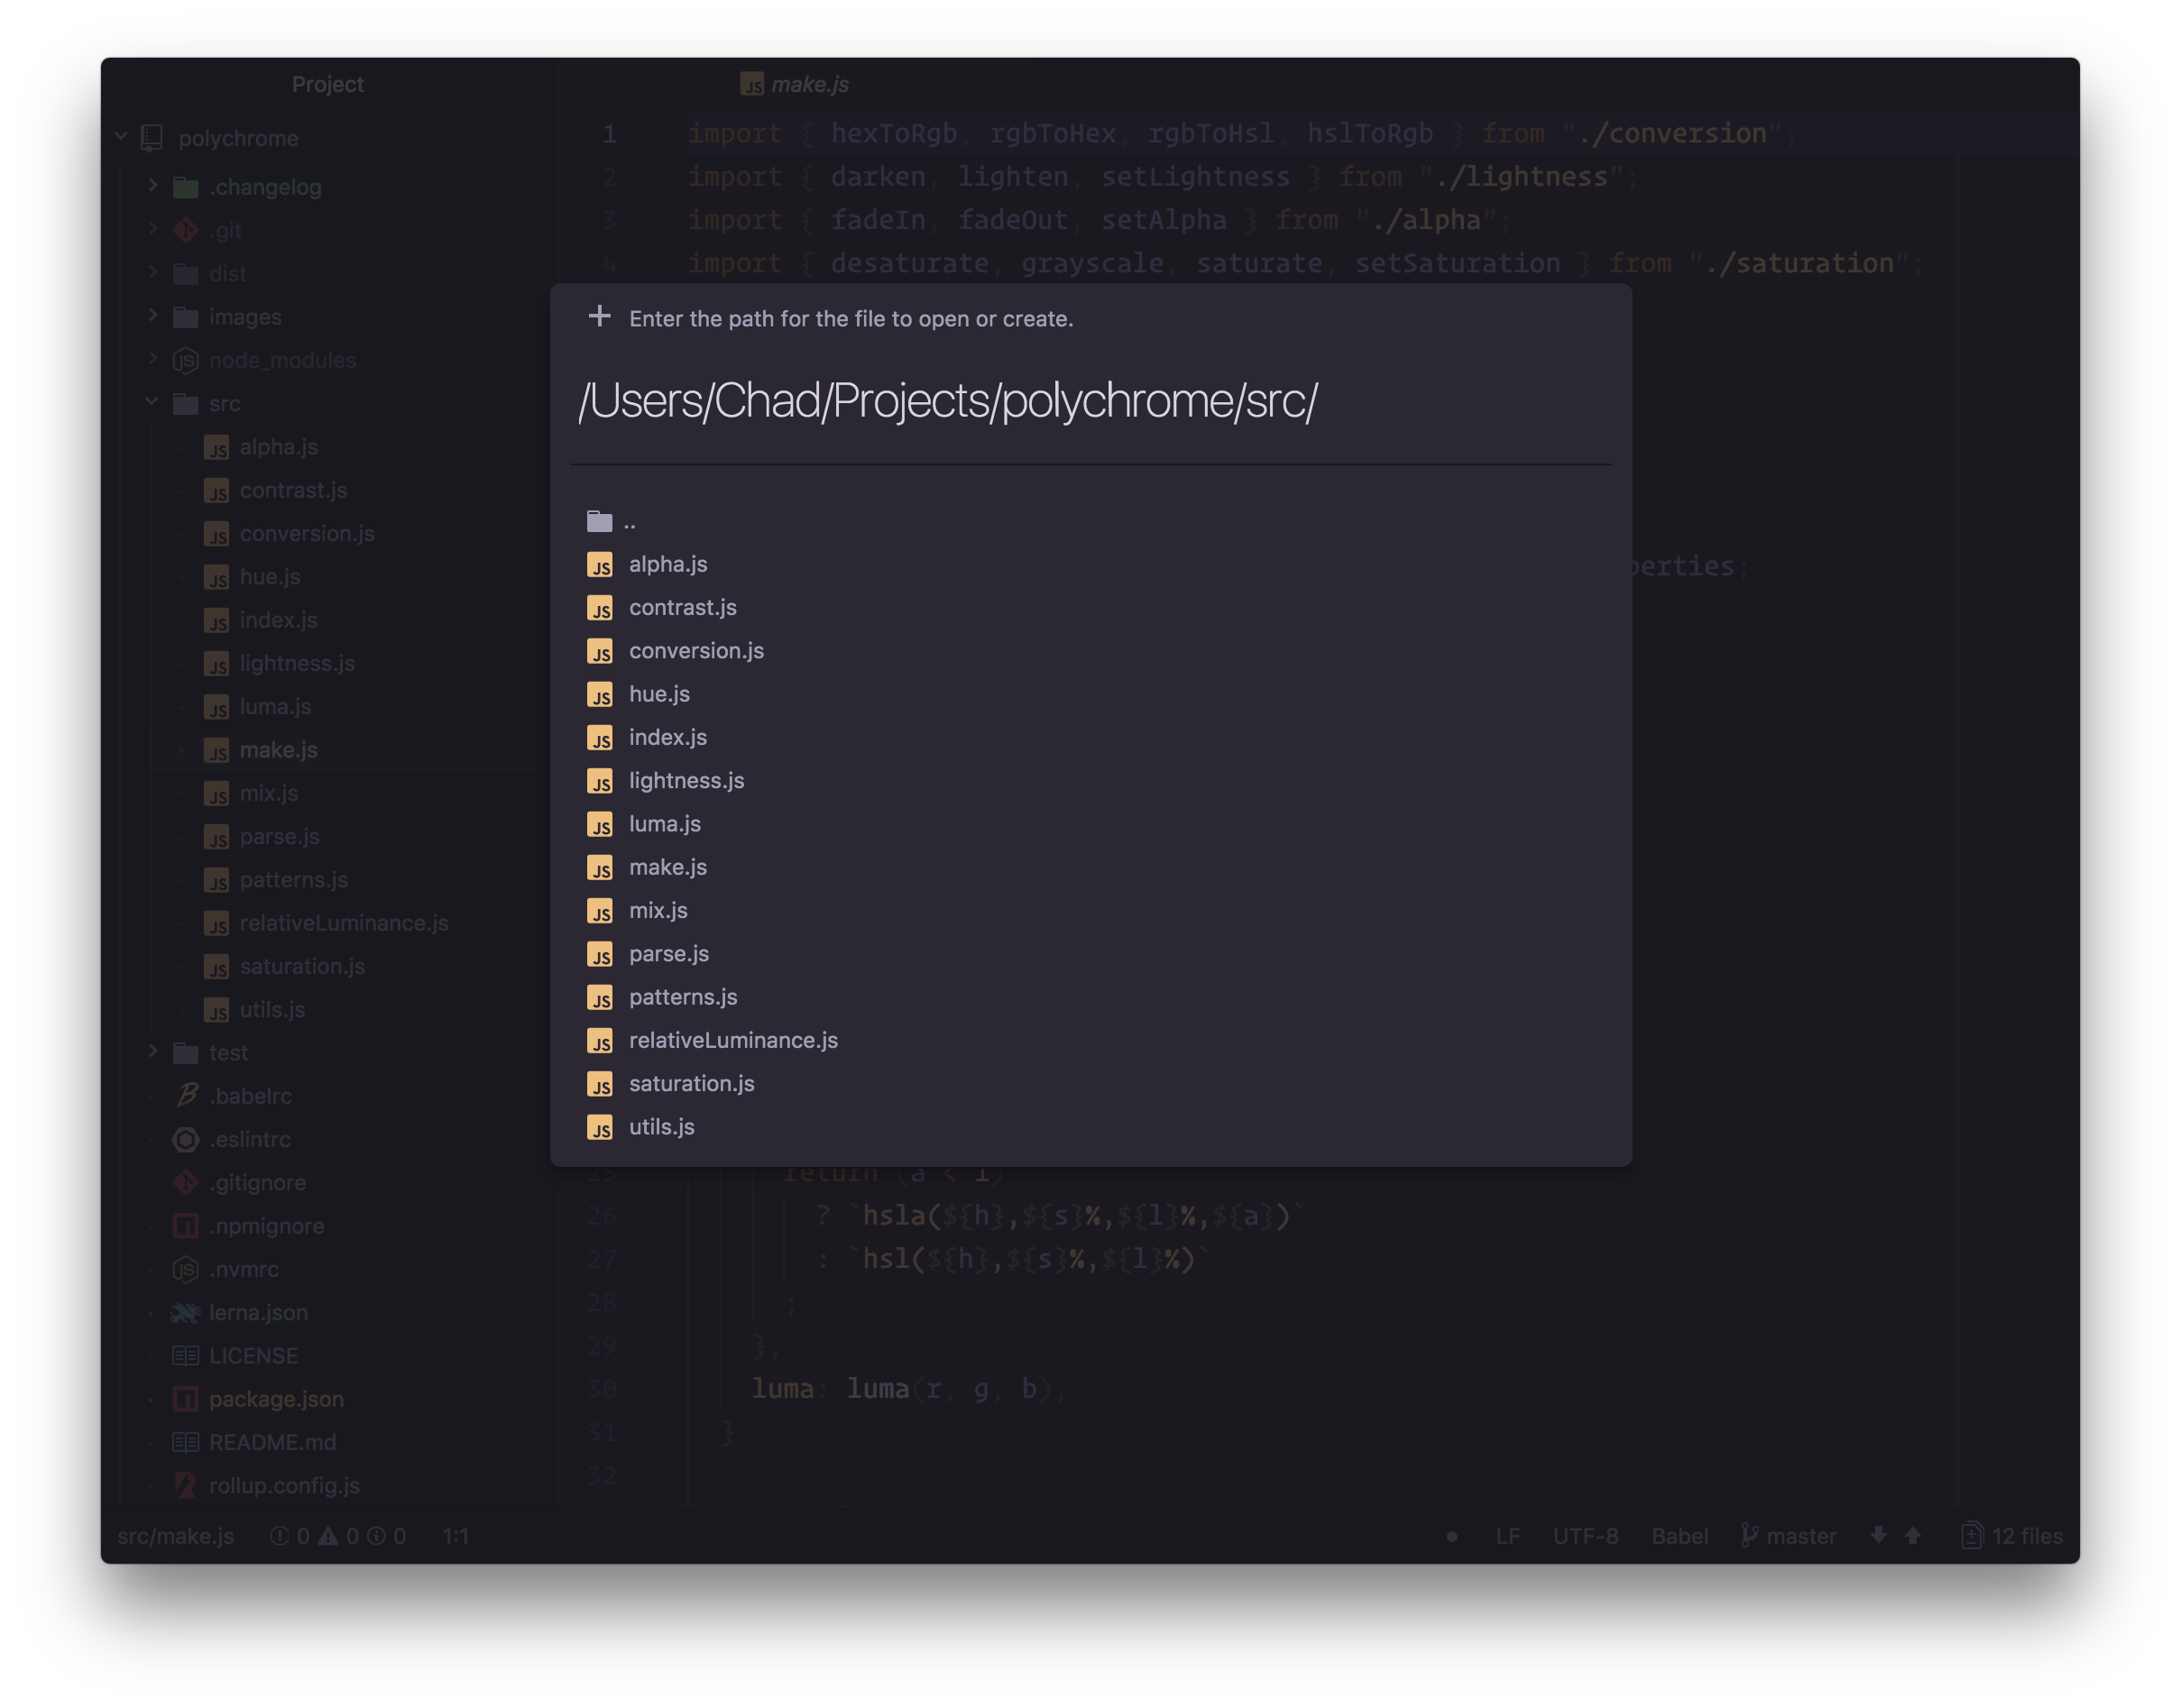 Project
polychrome
.changelog
.git
dist
images
node_modules
src
alpha.js
contrast.js
conversion.js
hue.js
index.js
lightness.js
luma.js
make.js
mix.js
parse.js
patterns.js
relativeLuminance.js
saturation.js
utils.js
test
.babelrc
.eslintrc
.gitignore
.npmignore
.nvmrc
lerna.json
LICENSE
package.json
README.md
rollup.config.js
make.js
1 import { hexToRgb, rgbToHex, rgbToHsl, hslToRgb } from "./conversion";
2 import { darken, lighten, setLightness } from "./lightness";
3 import { fadeIn, fadeOut, setAlpha } from "./alpha";
4 import { desaturate, grayscale, saturate, setSaturation } from "./saturation";
Enter the path for the file to open or create.
/Users/Chad/Projects/polychrome/src/
..
alpha.js
contrast.js
conversion.js
hue.js
index.js
lightness.js
luma.js
make.js
mix.js
parse.js
patterns.js
relativeLuminance.js
saturation.js
utils.js
perties;
25 return (a < 1)
26 ? `hsla(${h},${s}%,${l}%,${a})`
27 : `hsl(${h},${s}%,${l}%)`
28 ;
29 },
30 luma: luma(r, g, b),
31 }
32
src/make.js 0 0 0 1:1 LF UTF-8 Babel master 12 files